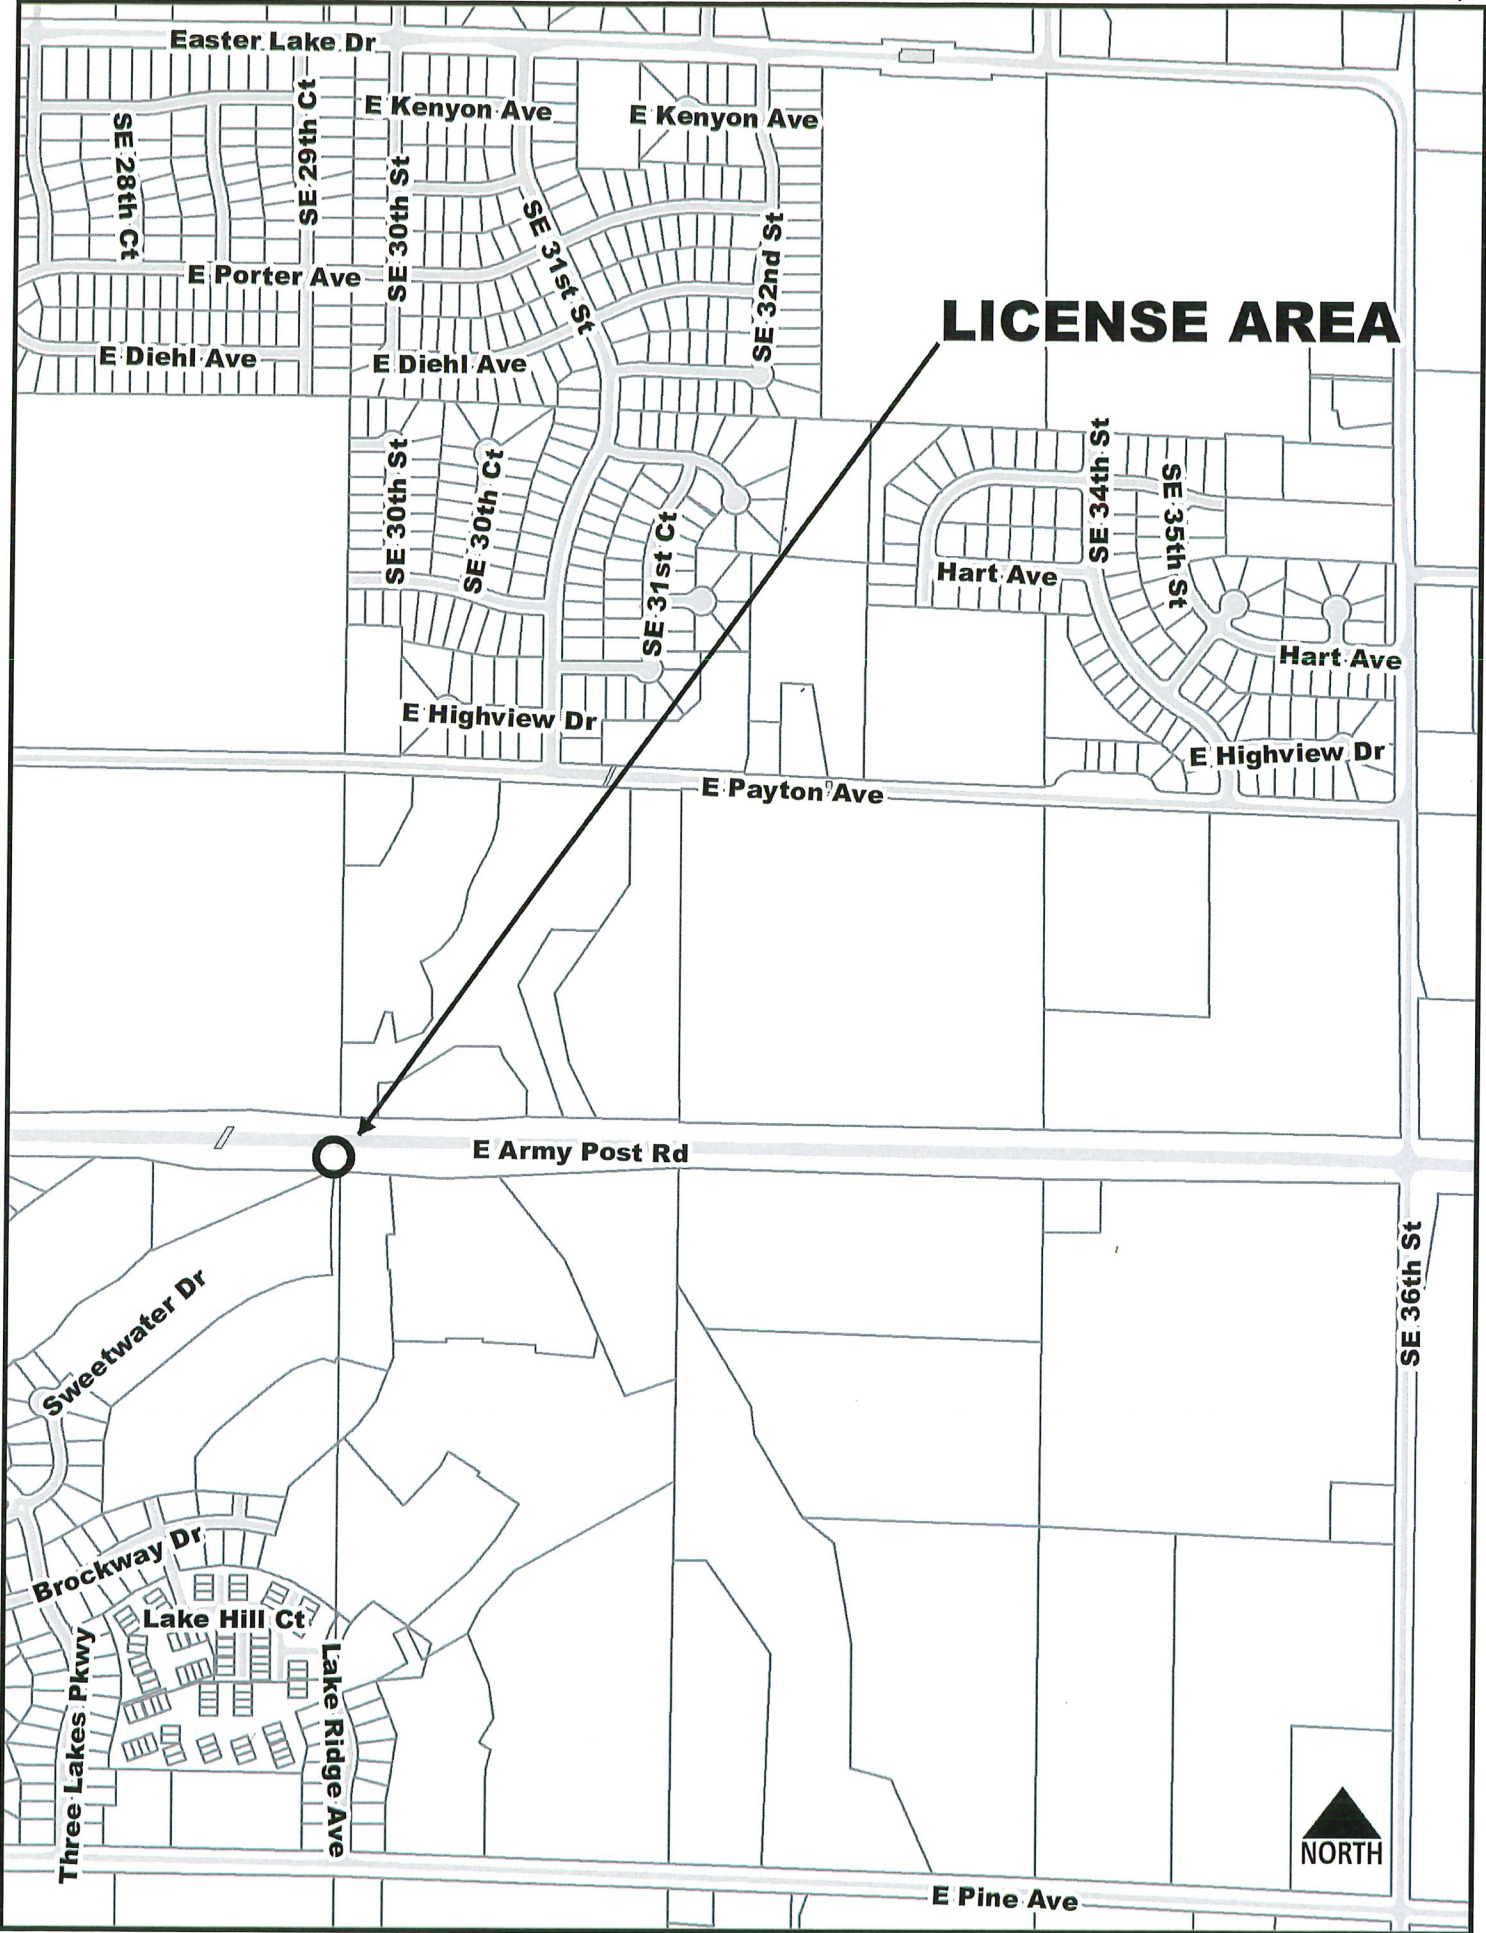 Easter Lake Dr
E Kenyon Ave
E Kenyon Ave
SE 28th Ct
SE 29th Ct
SE 30th St
SE 31st St
SE 32nd St
E Porter Ave
LICENSE AREA
E Diehl Ave
E Diehl Ave
SE 30th St
SE 30th Ct
SE 31st Ct
SE 34th St
SE 35th St
Hart Ave
Hart Ave
E Highview Dr
E Highview Dr
E Payton Ave
E Army Post Rd
SE 36th St
Sweetwater Dr
Brockway Dr
Lake Hill Ct
Three Lakes Pkwy
Lake Ridge Ave
NORTH
E Pine Ave